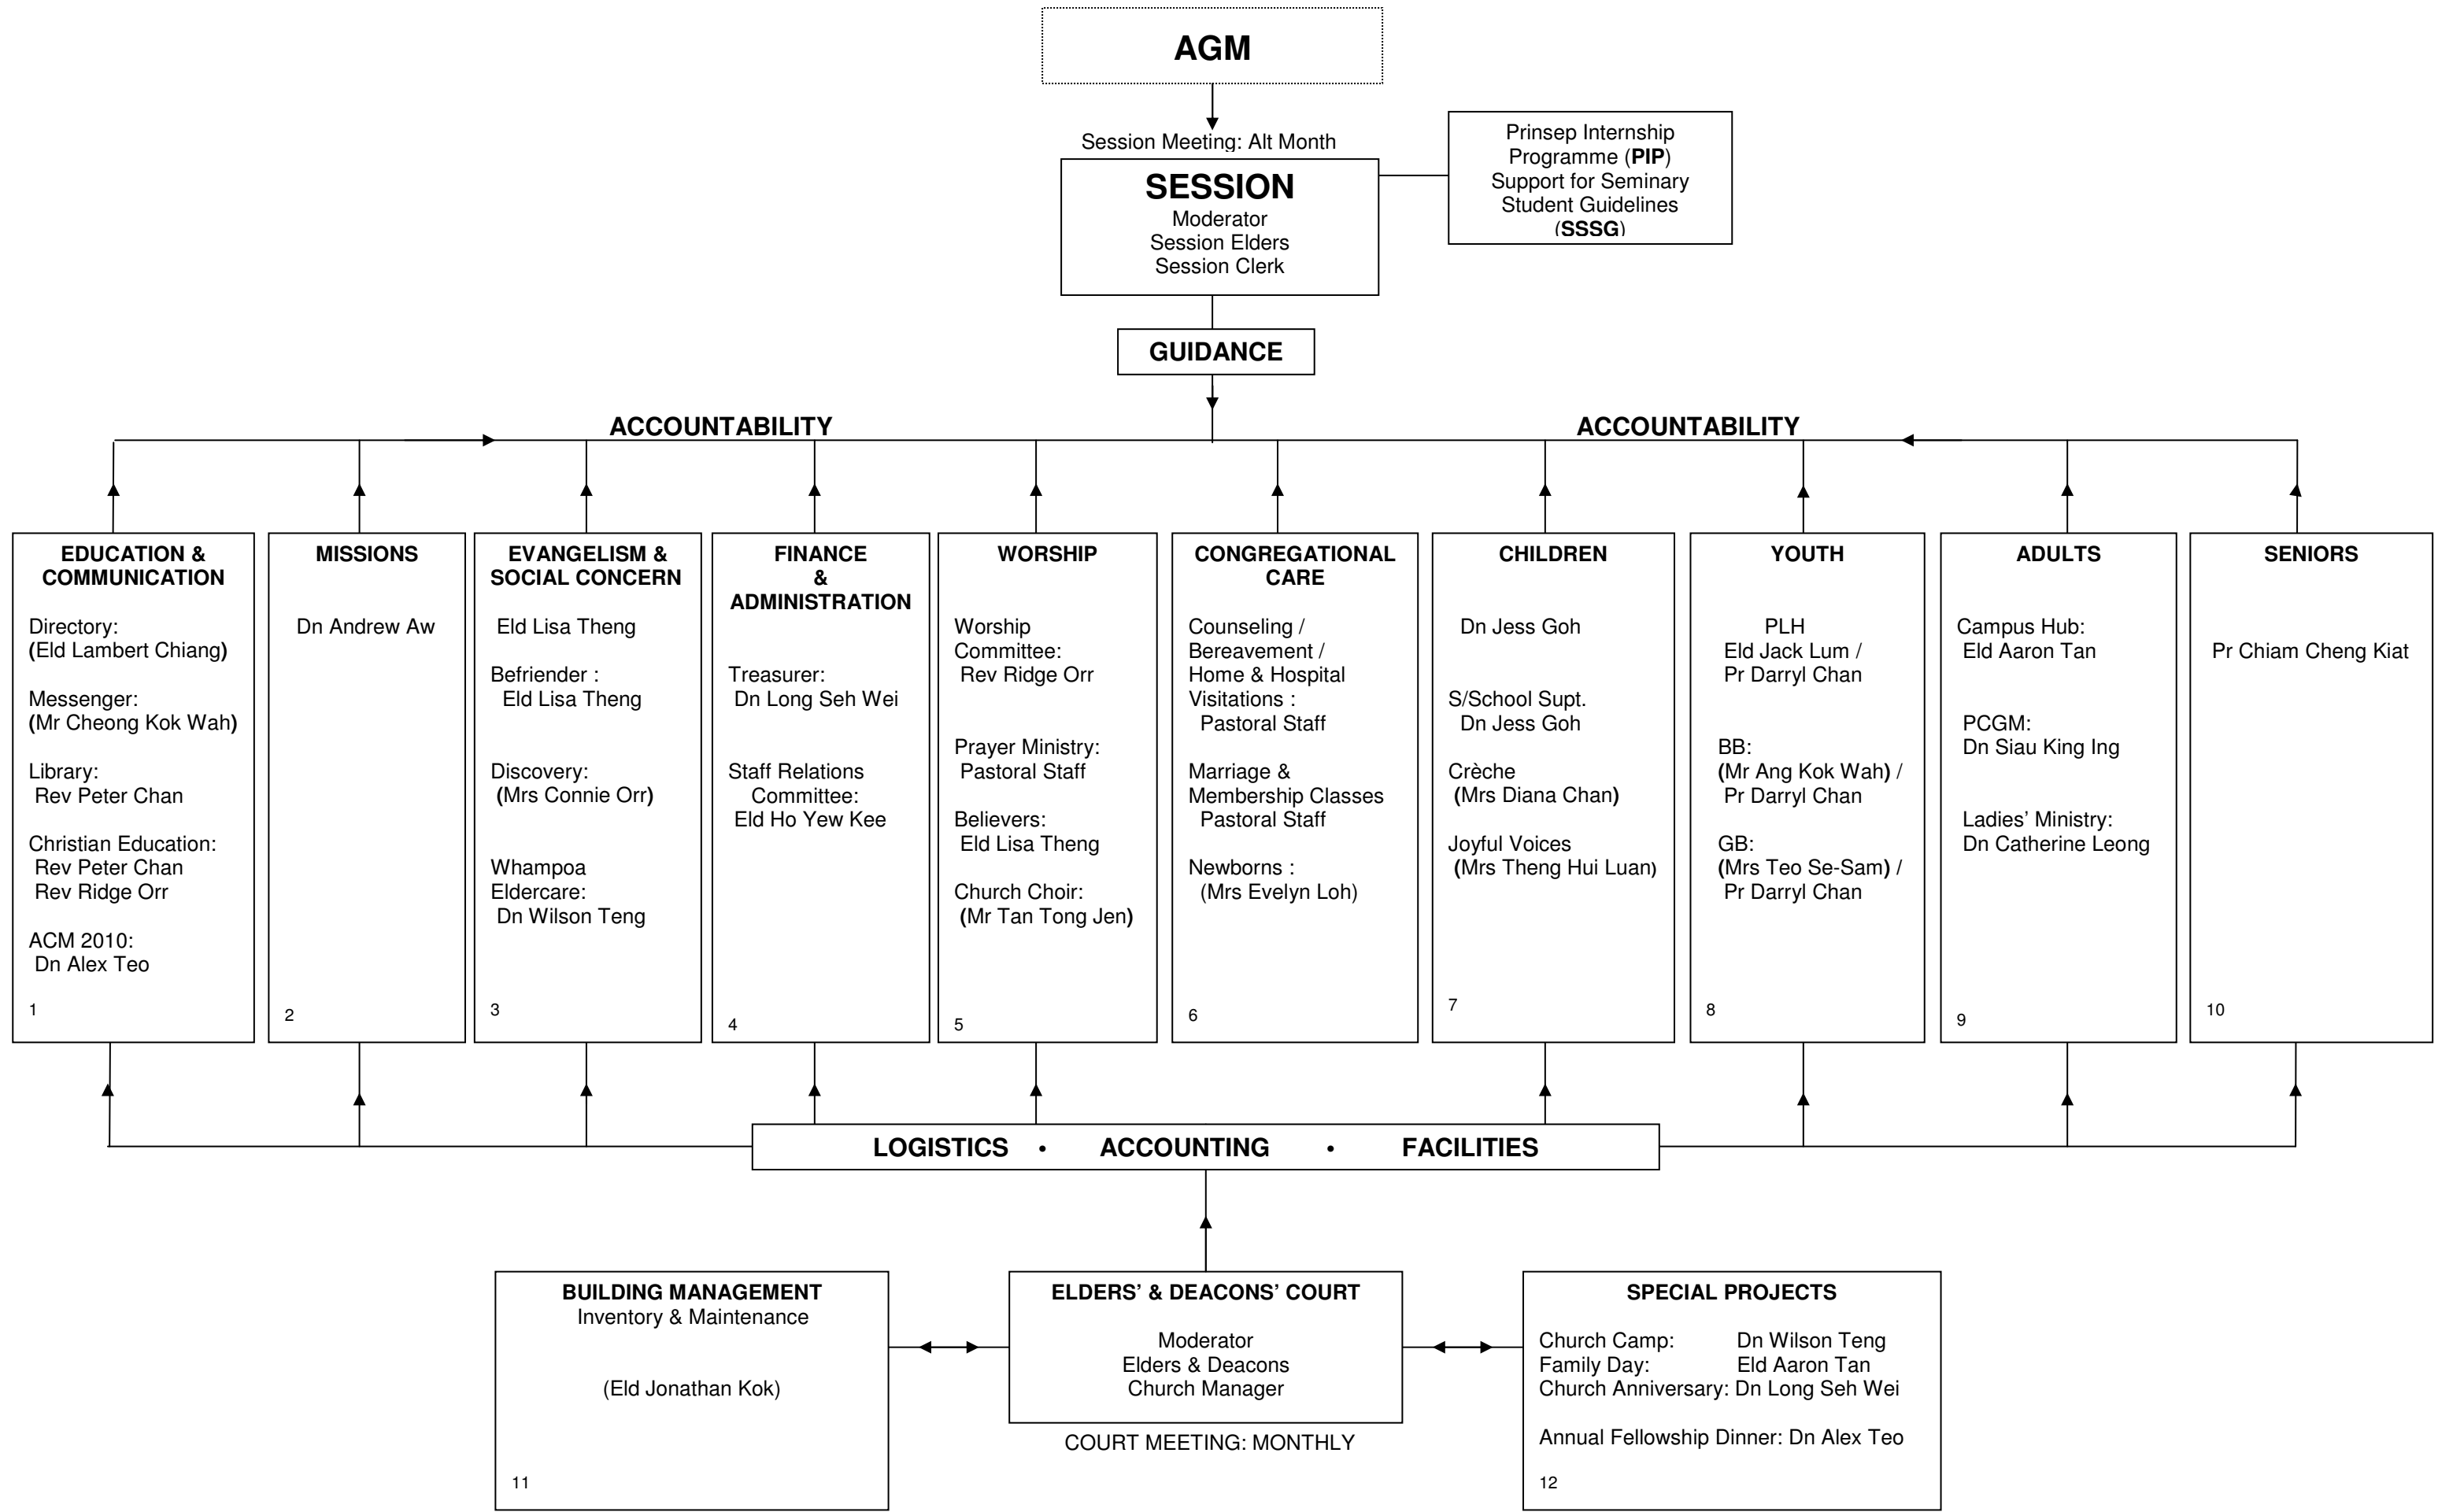 AGM
Session Meeting: Alt Month
SESSION
Moderator
Session Elders
Session Clerk
Prinsep Internship
Programme (PIP)
Support for Seminary
Student Guidelines
(SSSG)
GUIDANCE
ACCOUNTABILITY
ACCOUNTABILITY
EDUCATION &
COMMUNICATION
Directory:
(Eld Lambert Chiang)
Messenger:
(Mr Cheong Kok Wah)
Library:
Rev Peter Chan
Christian Education:
Rev Peter Chan
Rev Ridge Orr
ACM 2010:
Dn Alex Teo
1
MISSIONS
Dn Andrew Aw
2
EVANGELISM &
SOCIAL CONCERN
Eld Lisa Theng
Befriender :
Eld Lisa Theng
Discovery:
(Mrs Connie Orr)
Whampoa
Eldercare:
Dn Wilson Teng
3
FINANCE
&
ADMINISTRATION
Treasurer:
Dn Long Seh Wei
Staff Relations
Committee:
Eld Ho Yew Kee
4
WORSHIP
Worship
Committee:
Rev Ridge Orr
Prayer Ministry:
Pastoral Staff
Believers:
Eld Lisa Theng
Church Choir:
(Mr Tan Tong Jen)
5
CONGREGATIONAL
CARE
Counseling /
Bereavement /
Home & Hospital
Visitations :
Pastoral Staff
Marriage &
Membership Classes
Pastoral Staff
Newborns :
(Mrs Evelyn Loh)
6
CHILDREN
Dn Jess Goh
S/School Supt.
Dn Jess Goh
Crèche
(Mrs Diana Chan)
Joyful Voices
(Mrs Theng Hui Luan)
7
YOUTH
PLH
Eld Jack Lum /
Pr Darryl Chan
BB:
(Mr Ang Kok Wah) /
Pr Darryl Chan
GB:
(Mrs Teo Se-Sam) /
Pr Darryl Chan
8
ADULTS
Campus Hub:
Eld Aaron Tan
PCGM:
Dn Siau King Ing
Ladies’ Ministry:
Dn Catherine Leong
9
SENIORS
Pr Chiam Cheng Kiat
10
LOGISTICS • ACCOUNTING • FACILITIES
BUILDING MANAGEMENT
Inventory & Maintenance
(Eld Jonathan Kok)
11
ELDERS’ & DEACONS’ COURT
Moderator
Elders & Deacons
Church Manager
COURT MEETING: MONTHLY
SPECIAL PROJECTS
Church Camp: Dn Wilson Teng
Family Day: Eld Aaron Tan
Church Anniversary: Dn Long Seh Wei
Annual Fellowship Dinner: Dn Alex Teo
12